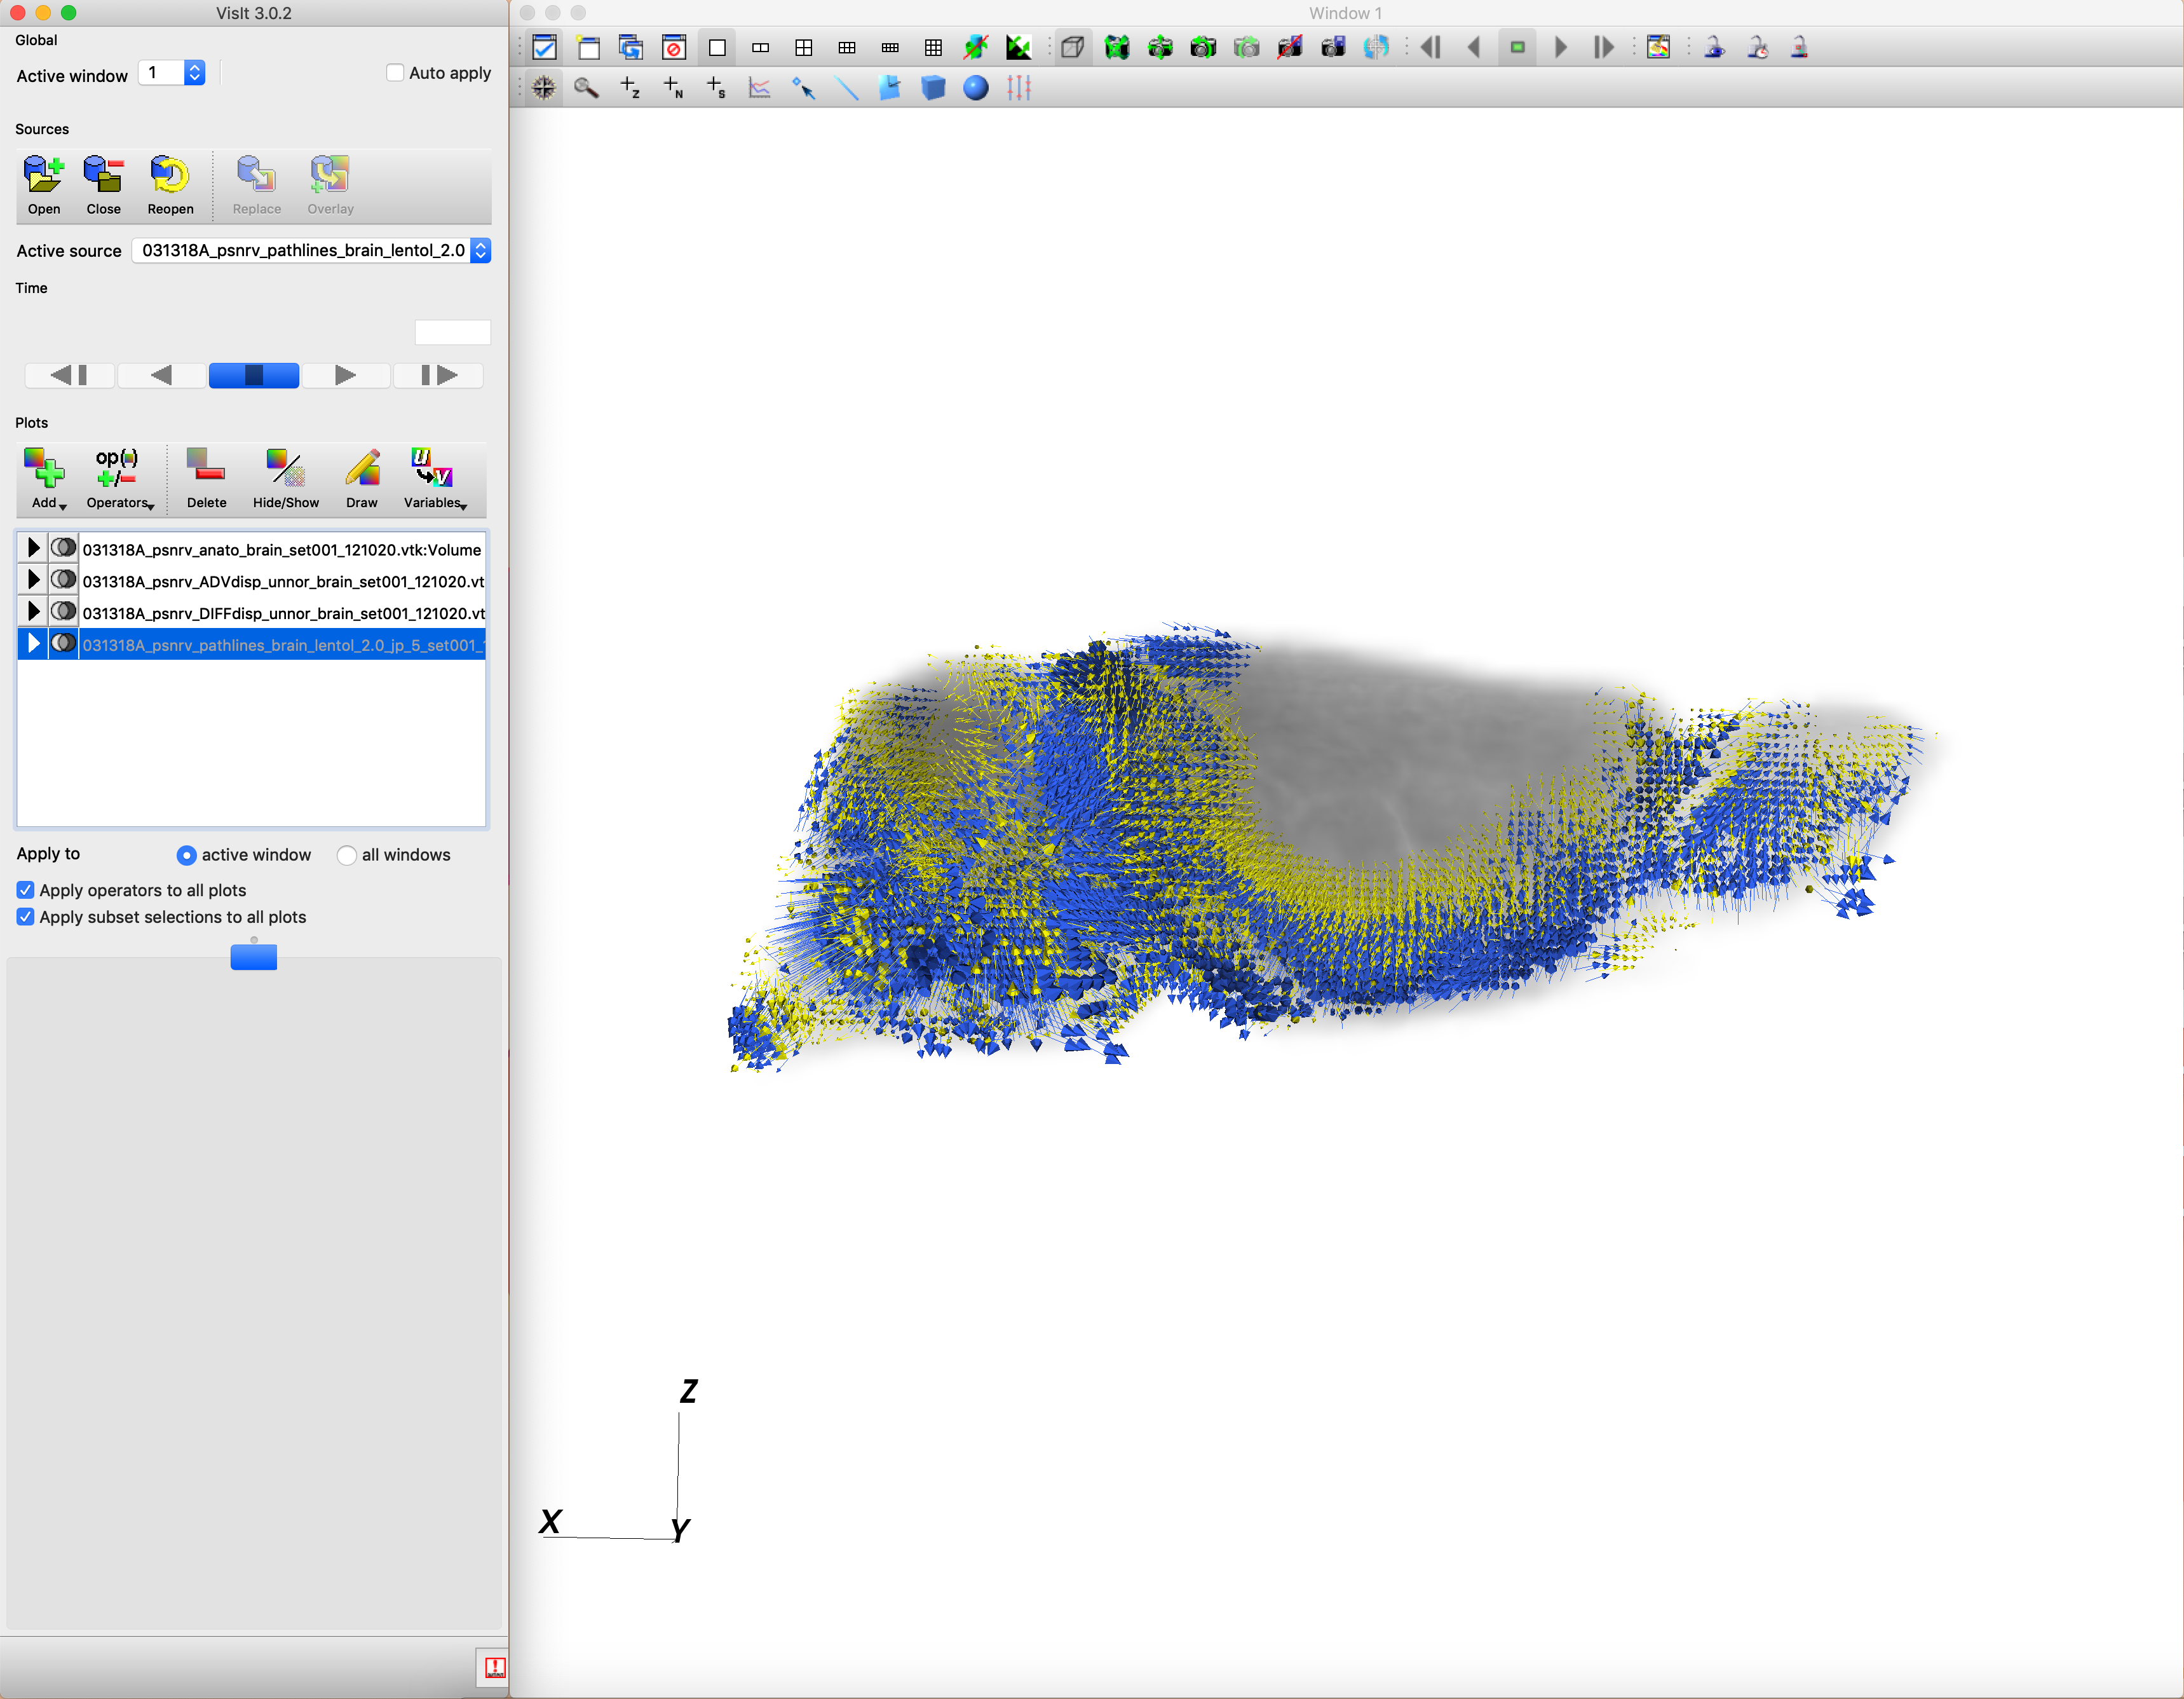 VisIt 3.0.2
Window 1
Global
Active window 1
Auto apply
Sources
Open Close Reopen Replace Overlay
Active source 031318A_psnrv_pathlines_brain_lentol_2.0
Time
Plots
op(·)
+/-
Add Operators Delete Hide/Show Draw Variables
031318A_psnrv_anato_brain_set001_121020.vtk:Volume
031318A_psnrv_ADVdisp_unnor_brain_set001_121020.vt
031318A_psnrv_DIFFdisp_unnor_brain_set001_121020.vt
031318A_psnrv_pathlines_brain_lentol_2.0_jp_5_set001_
Apply to active window all windows
Apply operators to all plots
Apply subset selections to all plots
+z +N +s
Z
X
Y